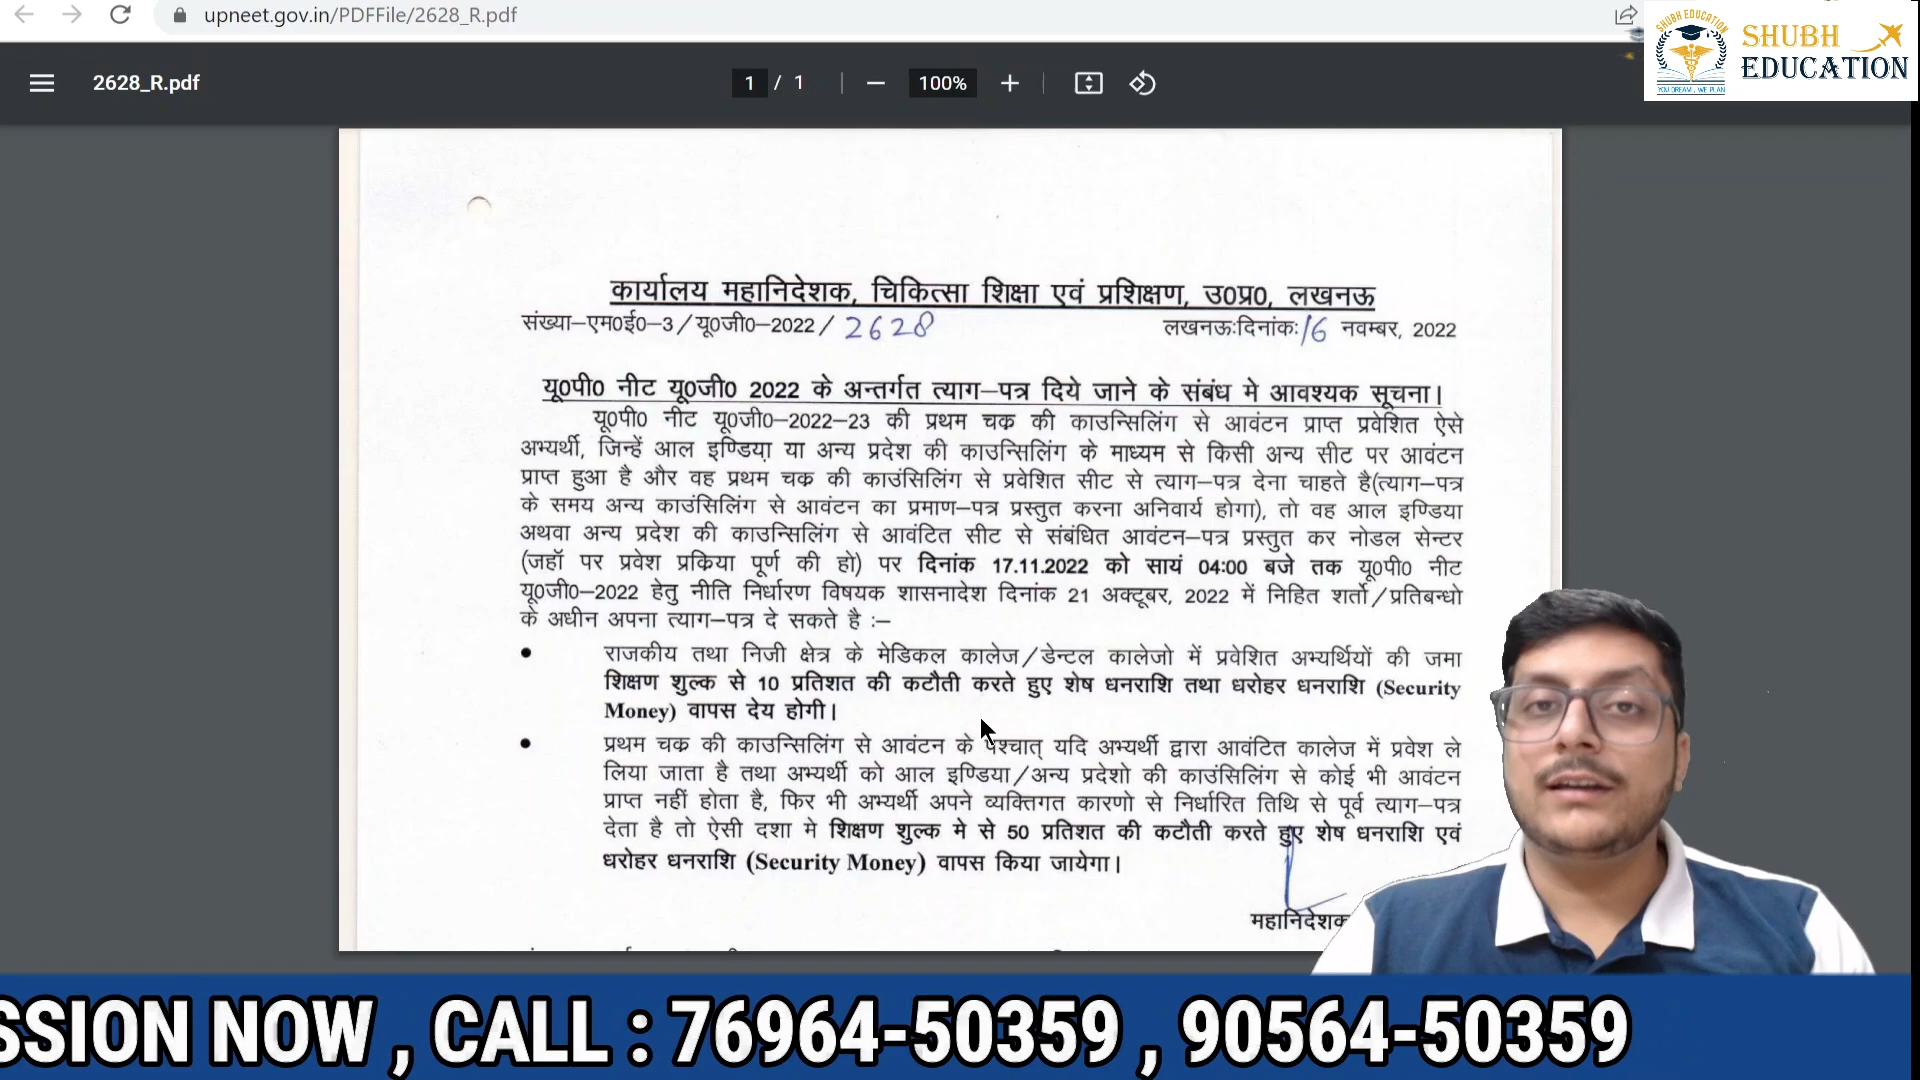 upneet.gov.in/PDFFile/2628_R.pdf
SHUBH EDUCATION
YOU DREAM , WE PLAN
SHUBH
EDUCATION
2628_R.pdf
1 / 1
100%
कार्यालय महानिदेशक, चिकित्सा शिक्षा एवं प्रशिक्षण, उ0प्र0, लखनऊ
संख्या–एम0ई0–3/यू0जी0–2022/ 2628
लखनऊःदिनांकः 16 नवम्बर, 2022
यू0पी0 नीट यू0जी0 2022 के अन्तर्गत त्याग–पत्र दिये जाने के संबंध मे आवश्यक सूचना।
यू0पी0 नीट यू0जी0–2022–23 की प्रथम चक्र की काउन्सिलिंग से आवंटन प्राप्त प्रवेशित ऐसे
अभ्यर्थी, जिन्हें आल इण्डिया या अन्य प्रदेश की काउन्सिलिंग के माध्यम से किसी अन्य सीट पर आवंटन
प्राप्त हुआ है और वह प्रथम चक्र की काउंसिलिंग से प्रवेशित सीट से त्याग–पत्र देना चाहते है(त्याग–पत्र
के समय अन्य काउंसिलिंग से आवंटन का प्रमाण–पत्र प्रस्तुत करना अनिवार्य होगा), तो वह आल इण्डिया
अथवा अन्य प्रदेश की काउन्सिलिंग से आवंटित सीट से संबंधित आवंटन–पत्र प्रस्तुत कर नोडल सेन्टर
(जहॉ पर प्रवेश प्रकिया पूर्ण की हो) पर दिनांक 17.11.2022 को सायं 04:00 बजे तक यू0पी0 नीट
यू0जी0–2022 हेतु नीति निर्धारण विषयक शासनादेश दिनांक 21 अक्टूबर, 2022 में निहित शर्तो/प्रतिबन्धो
के अधीन अपना त्याग–पत्र दे सकते है :–
• राजकीय तथा निजी क्षेत्र के मेडिकल कालेज/डेन्टल कालेजो में प्रवेशित अभ्यर्थियों की जमा
शिक्षण शुल्क से 10 प्रतिशत की कटौती करते हुए शेष धनराशि तथा धरोहर धनराशि (Security
Money) वापस देय होगी।
• प्रथम चक्र की काउन्सिलिंग से आवंटन के पश्चात् यदि अभ्यर्थी द्वारा आवंटित कालेज में प्रवेश ले
लिया जाता है तथा अभ्यर्थी को आल इण्डिया/अन्य प्रदेशो की काउंसिलिंग से कोई भी आवंटन
प्राप्त नहीं होता है, फिर भी अभ्यर्थी अपने व्यक्तिगत कारणो से निर्धारित तिथि से पूर्व त्याग–पत्र
देता है तो ऐसी दशा मे शिक्षण शुल्क मे से 50 प्रतिशत की कटौती करते हुए शेष धनराशि एवं
धरोहर धनराशि (Security Money) वापस किया जायेगा।
महानिदेशक
SSION NOW , CALL : 76964-50359 , 90564-50359